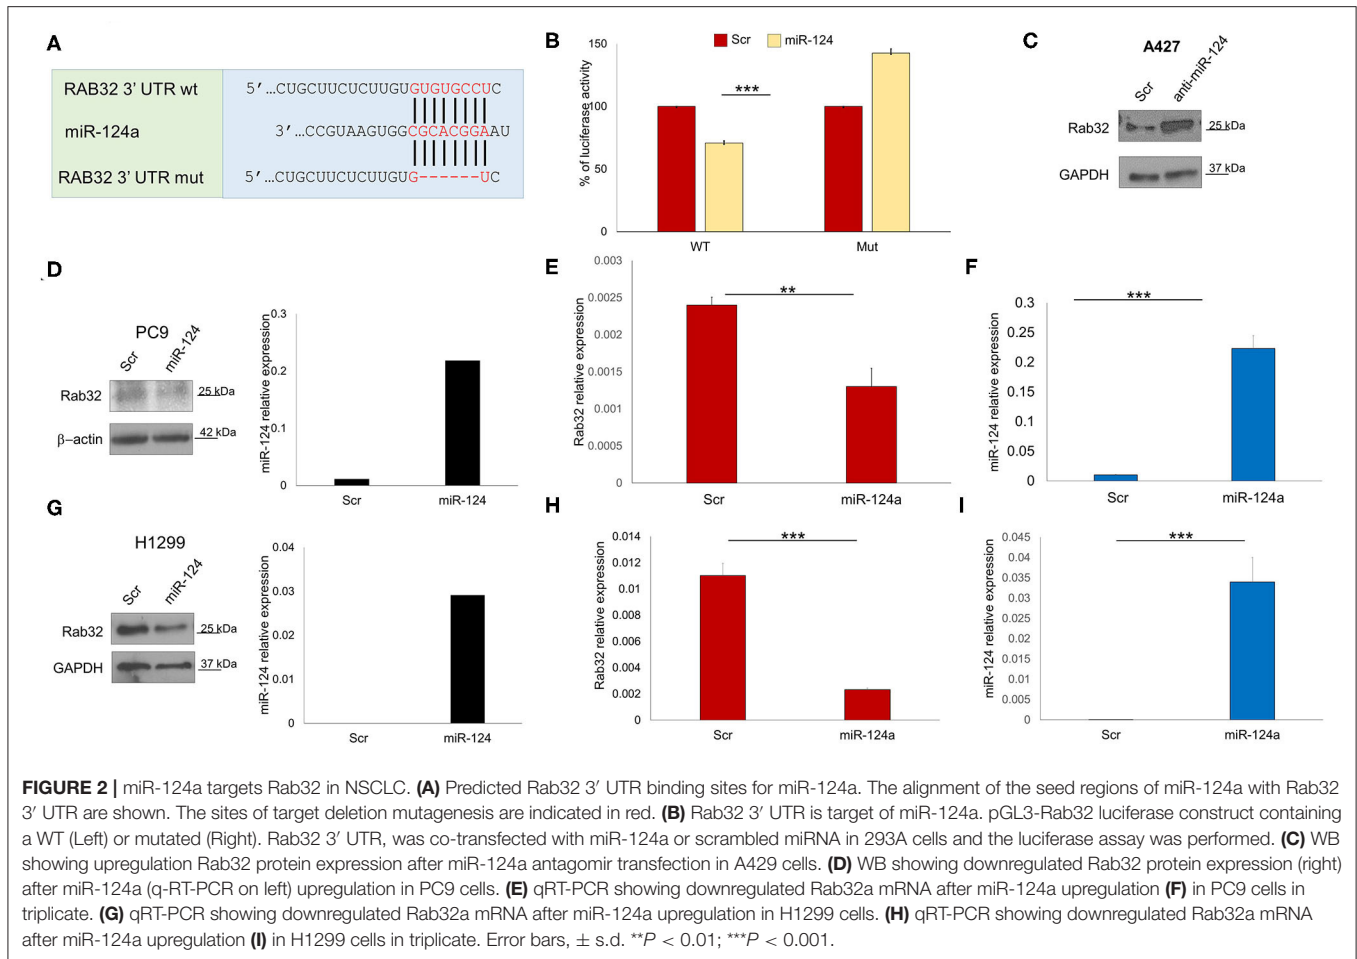 A
RAB32 3' UTR wt
5'...CUGCUUCUCUUGUGUGUGCCUC
miR-124a
3'...CCGUAAGUGGCGCACGGAAU
RAB32 3' UTR mut
5'...CUGCUUCUCUUGUG------UC
B
Scr
miR-124
% of luciferase activity
150
100
50
0
***
WT
Mut
C
A427
Scr
anti-miR-124
Rab32
25 kDa
GAPDH
37 kDa
D
PC9
Scr
miR-124
Rab32
25 kDa
β-actin
42 kDa
miR-124 relative expression
0.3
0.2
0.1
0
Scr
miR-124
E
Rab32 relative expression
0.003
0.0025
0.002
0.0015
0.001
0.0005
0
**
Scr
miR-124a
F
miR-124 relative expression
0.3
0.25
0.2
0.15
0.1
0.05
0
***
Scr
miR-124a
G
H1299
Scr
miR-124
Rab32
25 kDa
GAPDH
37 kDa
miR-124 relative expression
0.04
0.03
0.02
0.01
0
Scr
miR-124
H
Rab32 relative expression
0.014
0.012
0.01
0.008
0.006
0.004
0.002
0
***
Scr
miR-124a
I
miR-124 relative expression
0.045
0.04
0.035
0.03
0.025
0.02
0.015
0.01
0.005
0
***
Scr
miR-124a
FIGURE 2 | miR-124a targets Rab32 in NSCLC. (A) Predicted Rab32 3′ UTR binding sites for miR-124a. The alignment of the seed regions of miR-124a with Rab32
3′ UTR are shown. The sites of target deletion mutagenesis are indicated in red. (B) Rab32 3′ UTR is target of miR-124a. pGL3-Rab32 luciferase construct containing
a WT (Left) or mutated (Right). Rab32 3′ UTR, was co-transfected with miR-124a or scrambled miRNA in 293A cells and the luciferase assay was performed. (C) WB
showing upregulation Rab32 protein expression after miR-124a antagomir transfection in A429 cells. (D) WB showing downregulated Rab32 protein expression (right)
after miR-124a (q-RT-PCR on left) upregulation in PC9 cells. (E) qRT-PCR showing downregulated Rab32a mRNA after miR-124a upregulation (F) in PC9 cells in
triplicate. (G) qRT-PCR showing downregulated Rab32a mRNA after miR-124a upregulation in H1299 cells. (H) qRT-PCR showing downregulated Rab32a mRNA
after miR-124a upregulation (I) in H1299 cells in triplicate. Error bars, ± s.d. **P < 0.01; ***P < 0.001.